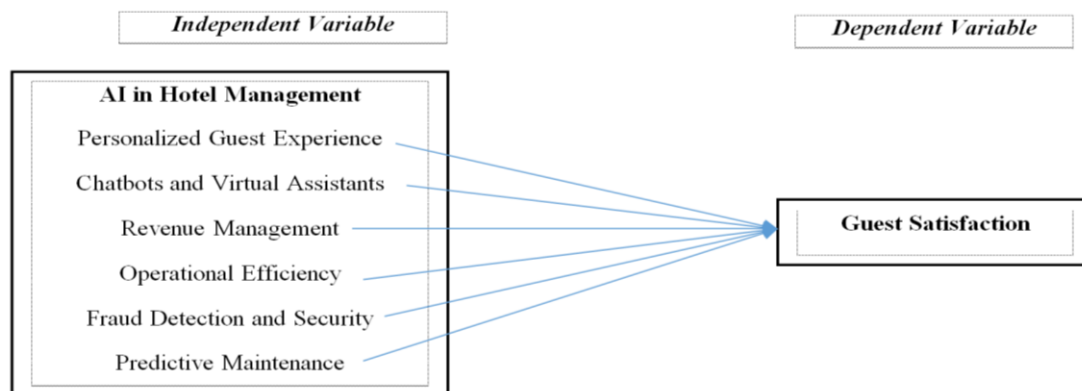 Independent Variable
Dependent Variable
AI in Hotel Management
Personalized Guest Experience
Chatbots and Virtual Assistants
Revenue Management
Operational Efficiency
Fraud Detection and Security
Predictive Maintenance
Guest Satisfaction